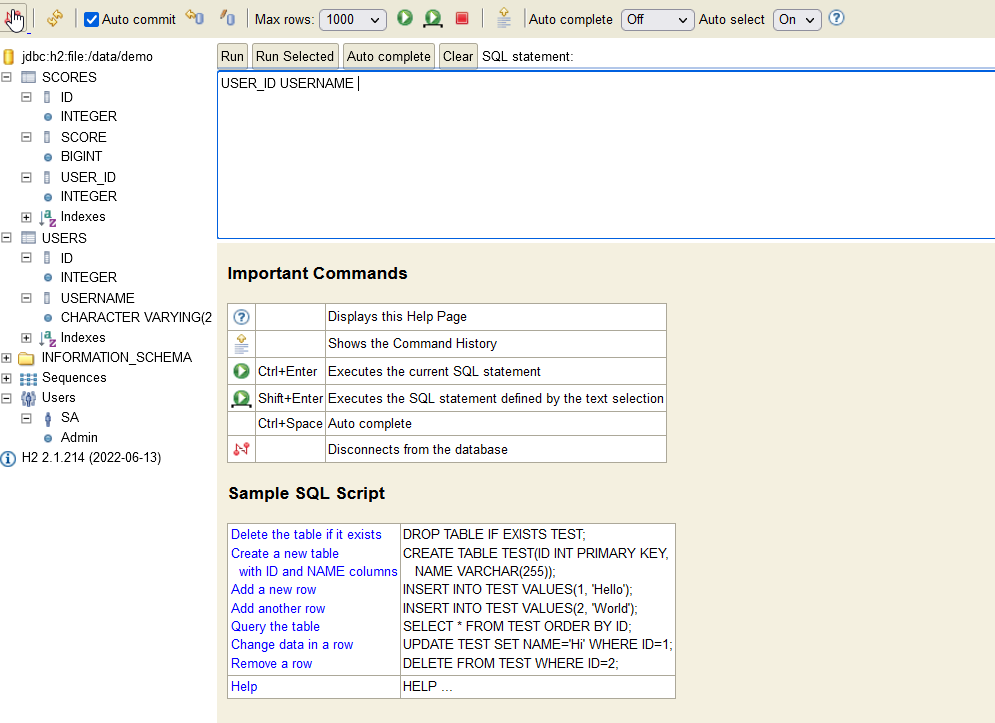 Auto commit Max rows: 1000 Auto complete Off Auto select On
jdbc:h2:file:/data/demo
SCORES
ID
INTEGER
SCORE
BIGINT
USER_ID
INTEGER
Indexes
USERS
ID
INTEGER
USERNAME
CHARACTER VARYING(2
Indexes
INFORMATION_SCHEMA
Sequences
Users
SA
Admin
H2 2.1.214 (2022-06-13)
Run Run Selected Auto complete Clear SQL statement:
USER_ID USERNAME
Important Commands
Displays this Help Page
Shows the Command History
Ctrl+Enter Executes the current SQL statement
Shift+Enter Executes the SQL statement defined by the text selection
Ctrl+Space Auto complete
Disconnects from the database
Sample SQL Script
Delete the table if it exists DROP TABLE IF EXISTS TEST;
Create a new table CREATE TABLE TEST(ID INT PRIMARY KEY,
with ID and NAME columns NAME VARCHAR(255));
Add a new row INSERT INTO TEST VALUES(1, 'Hello');
Add another row INSERT INTO TEST VALUES(2, 'World');
Query the table SELECT * FROM TEST ORDER BY ID;
Change data in a row UPDATE TEST SET NAME='Hi' WHERE ID=1;
Remove a row DELETE FROM TEST WHERE ID=2;
Help HELP ...